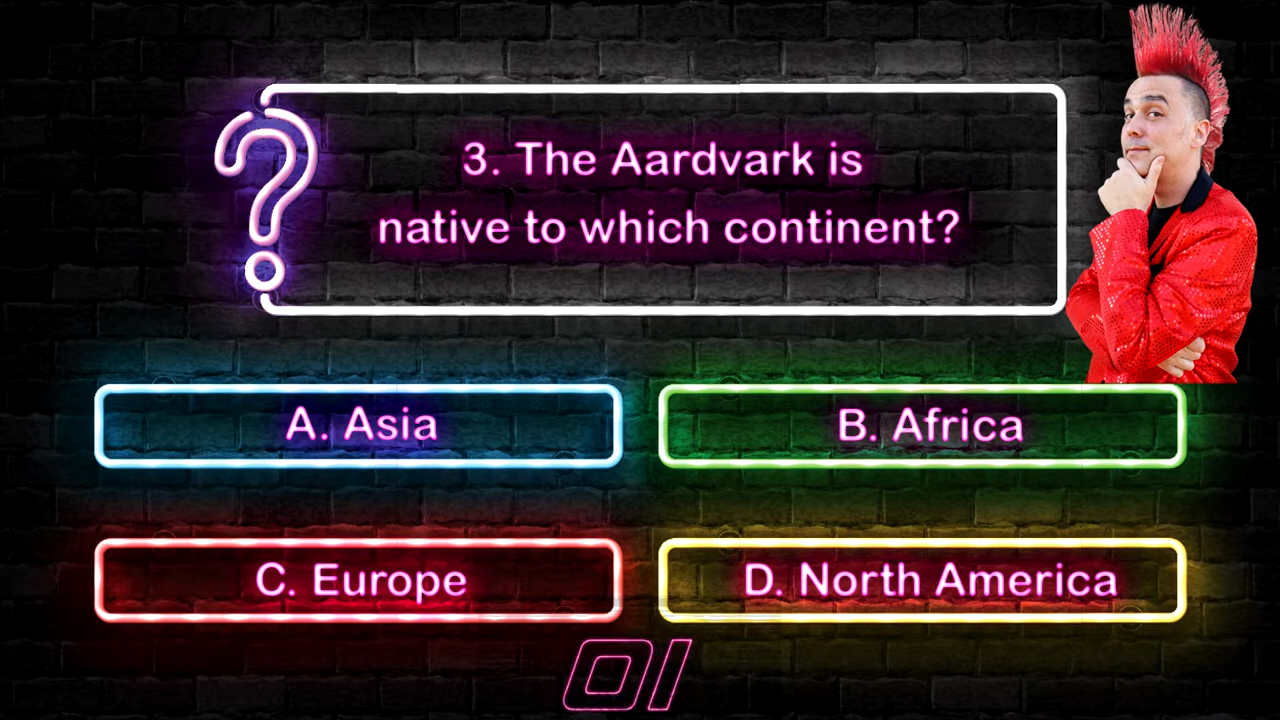 3. The Aardvark is
native to which continent?
A. Asia
B. Africa
C. Europe
D. North America
01